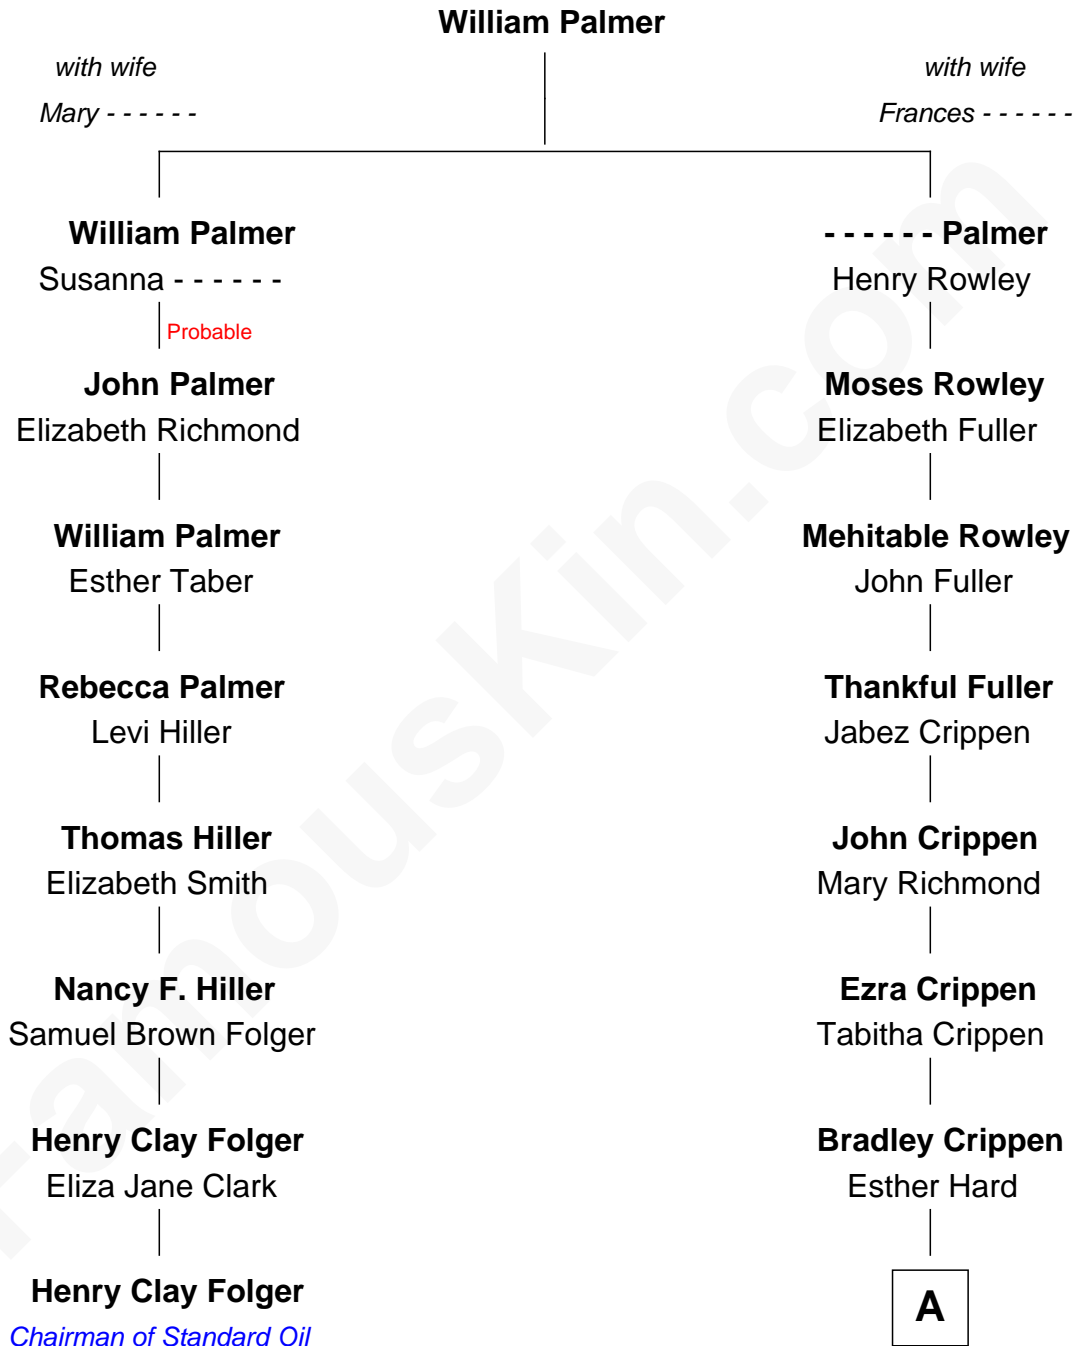 William Palmer
with wife
with wife
Mary - - - - - -
Frances - - - - - -
William Palmer
- - - - - - Palmer
Susanna - - - - - -
Henry Rowley
Probable
John Palmer
Moses Rowley
Elizabeth Richmond
Elizabeth Fuller
William Palmer
Mehitable Rowley
Esther Taber
John Fuller
Rebecca Palmer
Thankful Fuller
Levi Hiller
Jabez Crippen
Thomas Hiller
John Crippen
Elizabeth Smith
Mary Richmond
Nancy F. Hiller
Ezra Crippen
Samuel Brown Folger
Tabitha Crippen
Henry Clay Folger
Bradley Crippen
Eliza Jane Clark
Esther Hard
Henry Clay Folger
A
Chairman of Standard Oil
FamousKin.com